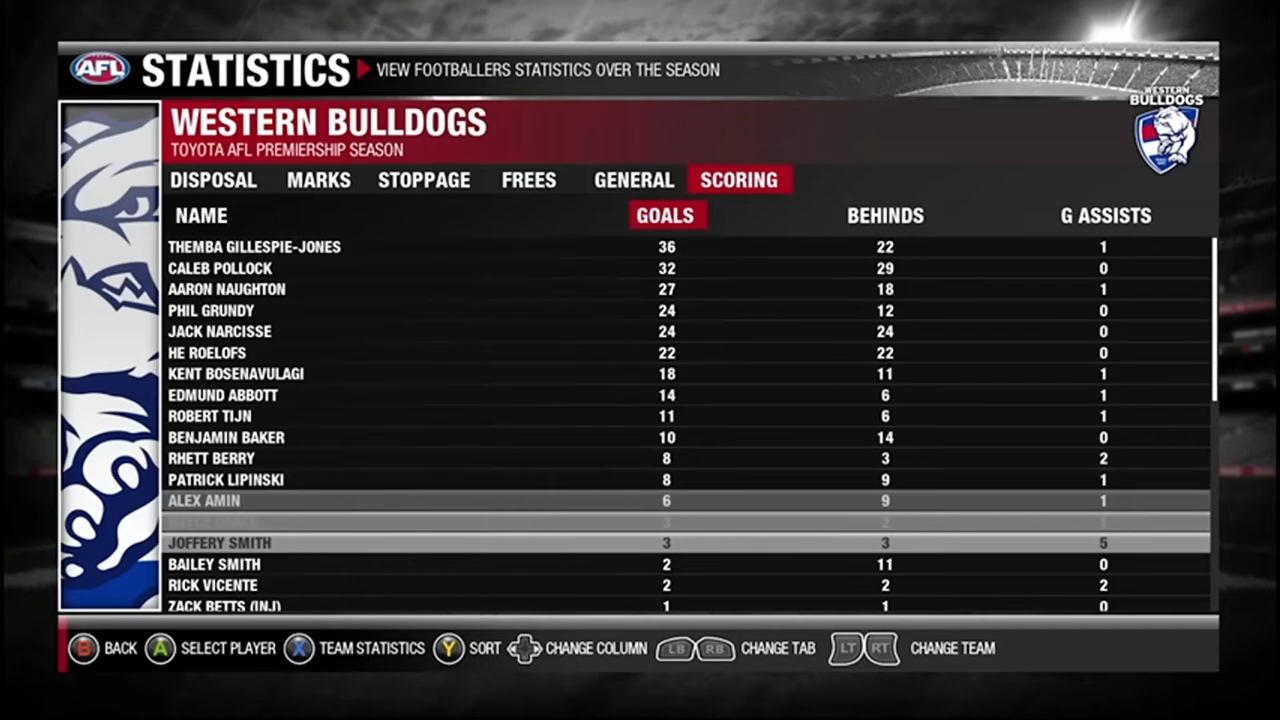 AFL STATISTICS VIEW FOOTBALLERS STATISTICS OVER THE SEASON
WESTERN BULLDOGS
WESTERN BULLDOGS
TOYOTA AFL PREMIERSHIP SEASON
DISPOSAL MARKS STOPPAGE FREES GENERAL SCORING
NAME GOALS BEHINDS G ASSISTS
THEMBA GILLESPIE-JONES 36 22 1
CALEB POLLOCK 32 29 0
AARON NAUGHTON 27 18 1
PHIL GRUNDY 24 12 0
JACK NARCISSE 24 24 0
HE ROELOFS 22 22 0
KENT BOSENAVULAGI 18 11 1
EDMUND ABBOTT 14 6 1
ROBERT TIJN 11 6 1
BENJAMIN BAKER 10 14 0
RHETT BERRY 8 3 2
PATRICK LIPINSKI 8 9 1
ALEX AMIN 6 9 1
3 2 1
JOFFERY SMITH 3 3 5
BAILEY SMITH 2 11 0
RICK VICENTE 2 2 2
ZACK BETTS (INJ) 1 1 0
B BACK A SELECT PLAYER X TEAM STATISTICS Y SORT CHANGE COLUMN LB RB CHANGE TAB LT RT CHANGE TEAM